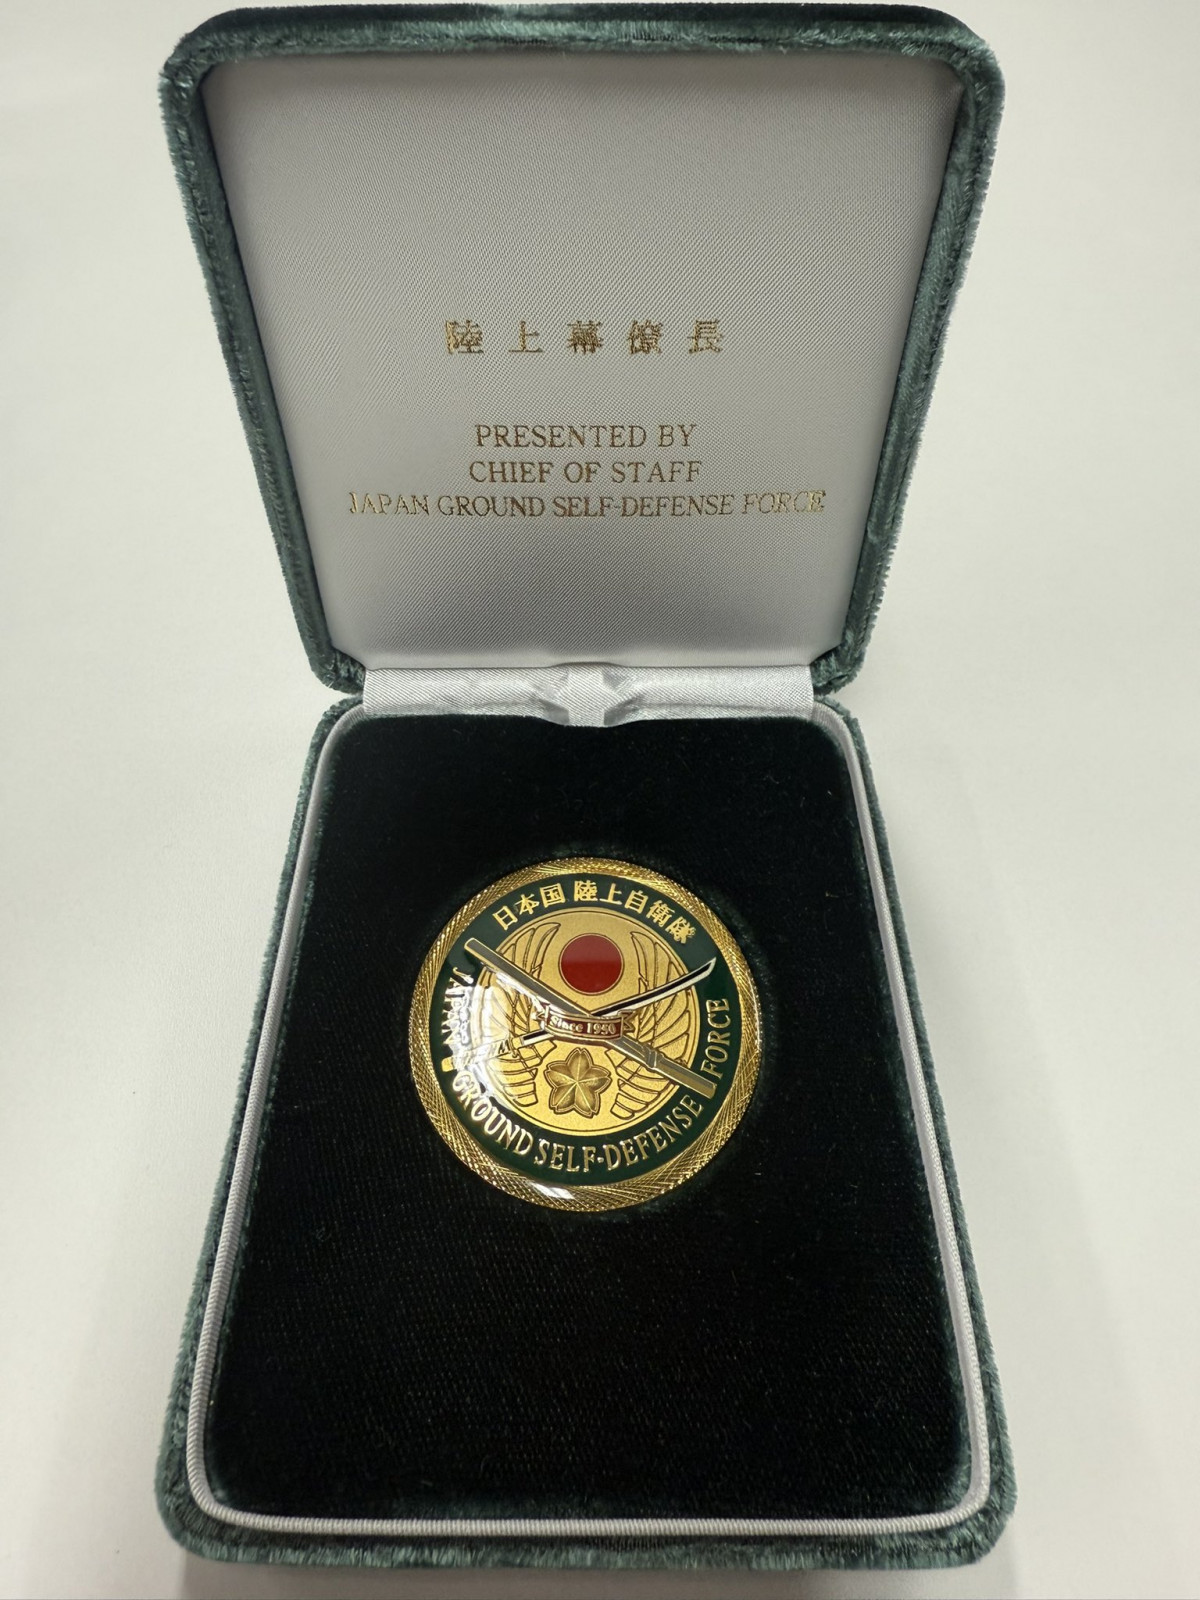 陸上幕僚長
PRESENTED BY
CHIEF OF STAFF
JAPAN GROUND SELF-DEFENSE FORCE
日本国 陸上自衛隊
Since 1950
JAPAN GROUND SELF-DEFENSE FORCE